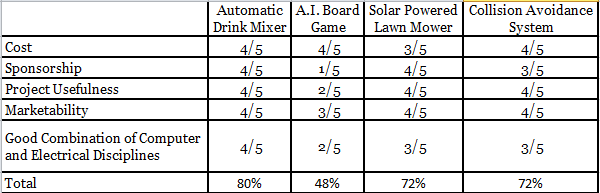 Automatic Drink Mixer A.I. Board Game Solar Powered Lawn Mower Collision Avoidance System
Cost 4/5 4/5 3/5 4/5
Sponsorship 4/5 1/5 4/5 3/5
Project Usefulness 4/5 2/5 4/5 4/5
Marketability 4/5 3/5 4/5 4/5
Good Combination of Computer and Electrical Disciplines 4/5 2/5 3/5 3/5
Total 80% 48% 72% 72%